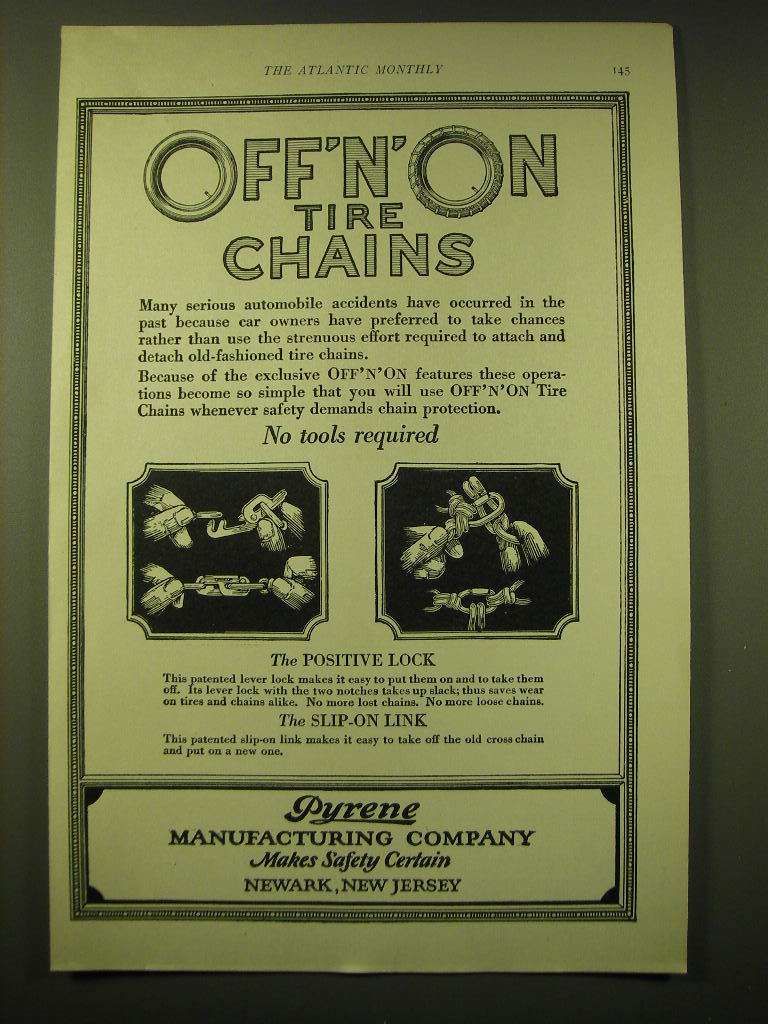 THE ATLANTIC MONTHLY 145
OFF'N'ON
TIRE
CHAINS
Many serious automobile accidents have occurred in the
past because car owners have preferred to take chances
rather than use the strenuous effort required to attach and
detach old-fashioned tire chains.
Because of the exclusive OFF'N'ON features these opera-
tions become so simple that you will use OFF'N'ON Tire
Chains whenever safety demands chain protection.
No tools required
The POSITIVE LOCK
This patented lever lock makes it easy to put them on and to take them
off. Its lever lock with the two notches takes up slack; thus saves wear
on tires and chains alike. No more lost chains. No more loose chains.
The SLIP-ON LINK
This patented slip-on link makes it easy to take off the old cross chain
and put on a new one.
Pyrene
MANUFACTURING COMPANY
Makes Safety Certain
NEWARK, NEW JERSEY